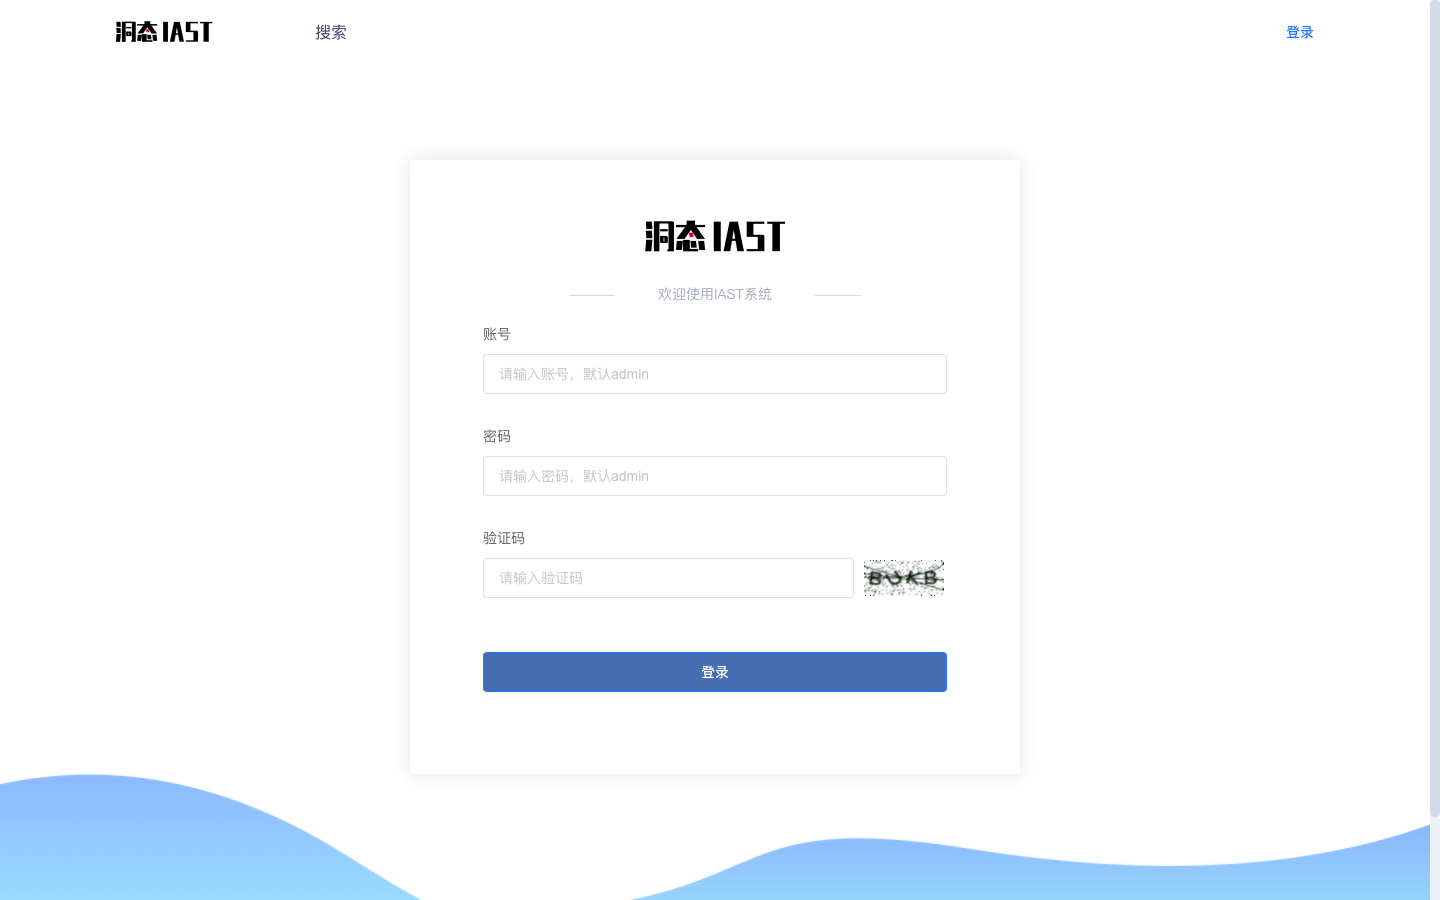 洞态 IAST
搜索
登录
洞态 IAST
欢迎使用IAST系统
账号
请输入账号，默认admin
密码
请输入密码，默认admin
验证码
请输入验证码
登录